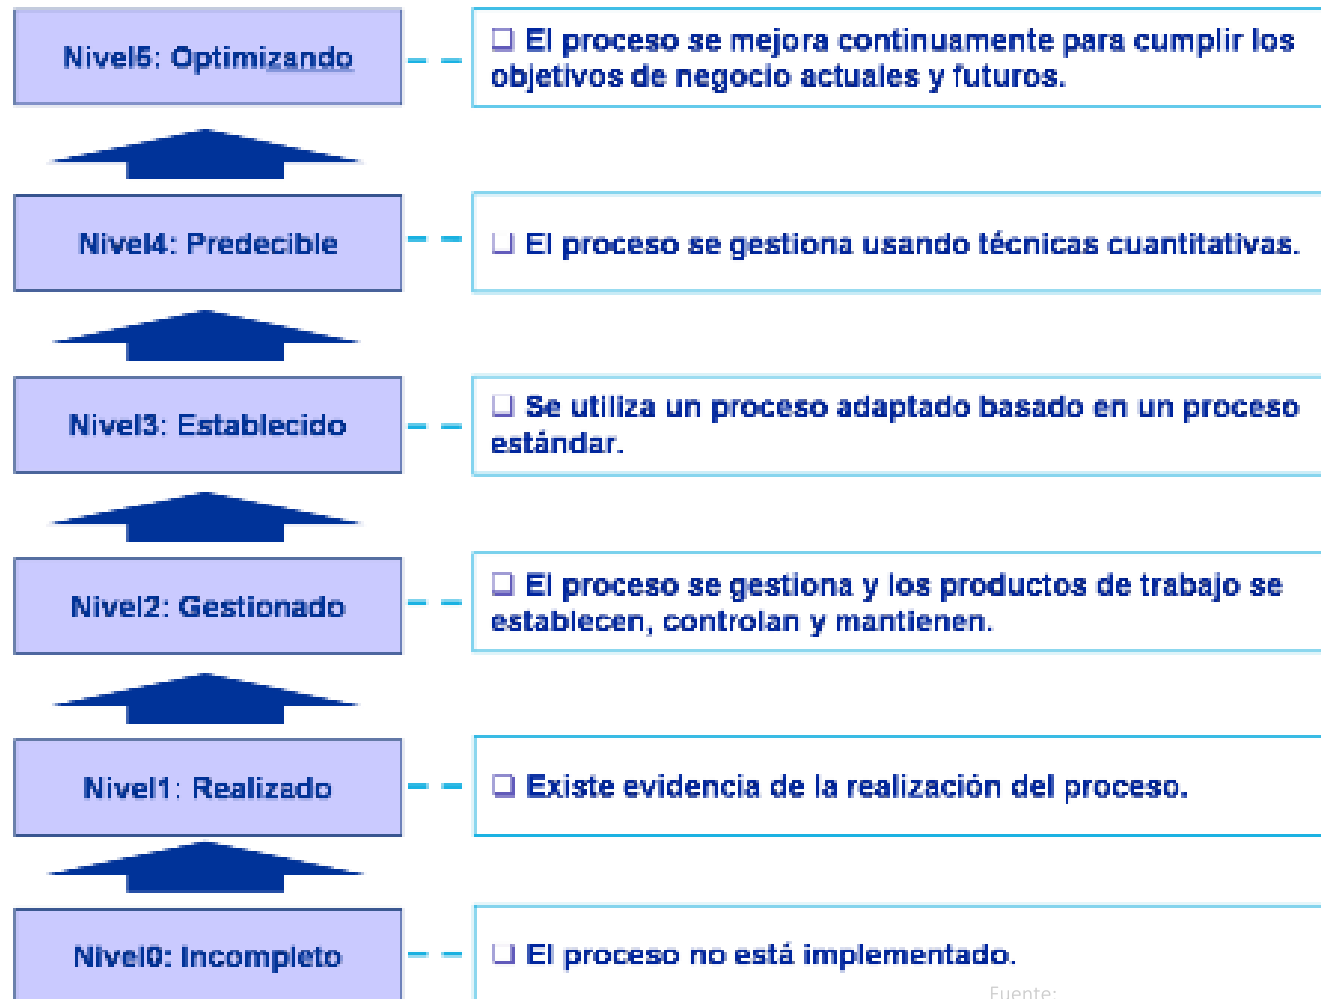 Nivel5: Optimizando
❑ El proceso se mejora continuamente para cumplir los
objetivos de negocio actuales y futuros.
Nivel4: Predecible
❑ El proceso se gestiona usando técnicas cuantitativas.
Nivel3: Establecido
❑ Se utiliza un proceso adaptado basado en un proceso
estándar.
Nivel2: Gestionado
❑ El proceso se gestiona y los productos de trabajo se
establecen, controlan y mantienen.
Nivel1: Realizado
❑ Existe evidencia de la realización del proceso.
Nivel0: Incompleto
❑ El proceso no está implementado.
Fuente: